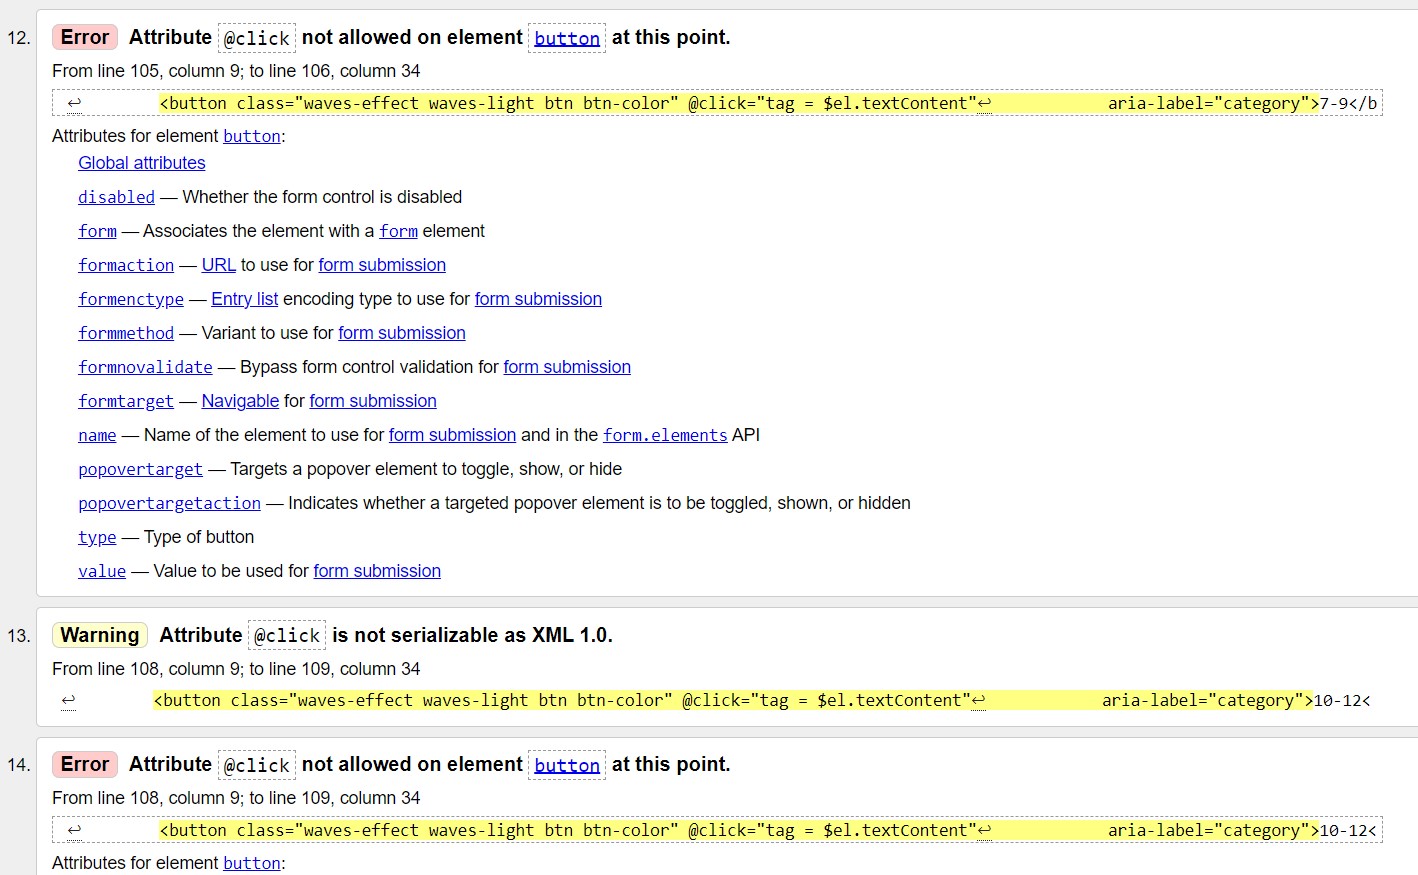 12. Error Attribute @click not allowed on element button at this point.
From line 105, column 9; to line 106, column 34
↩ <button class="waves-effect waves-light btn btn-color" @click="tag = $el.textContent"↩ aria-label="category">7-9</b
Attributes for element button:
Global attributes
disabled — Whether the form control is disabled
form — Associates the element with a form element
formaction — URL to use for form submission
formenctype — Entry list encoding type to use for form submission
formmethod — Variant to use for form submission
formnovalidate — Bypass form control validation for form submission
formtarget — Navigable for form submission
name — Name of the element to use for form submission and in the form.elements API
popovertarget — Targets a popover element to toggle, show, or hide
popovertargetaction — Indicates whether a targeted popover element is to be toggled, shown, or hidden
type — Type of button
value — Value to be used for form submission
13. Warning Attribute @click is not serializable as XML 1.0.
From line 108, column 9; to line 109, column 34
↩ <button class="waves-effect waves-light btn btn-color" @click="tag = $el.textContent"↩ aria-label="category">10-12<
14. Error Attribute @click not allowed on element button at this point.
From line 108, column 9; to line 109, column 34
↩ <button class="waves-effect waves-light btn btn-color" @click="tag = $el.textContent"↩ aria-label="category">10-12<
Attributes for element button: